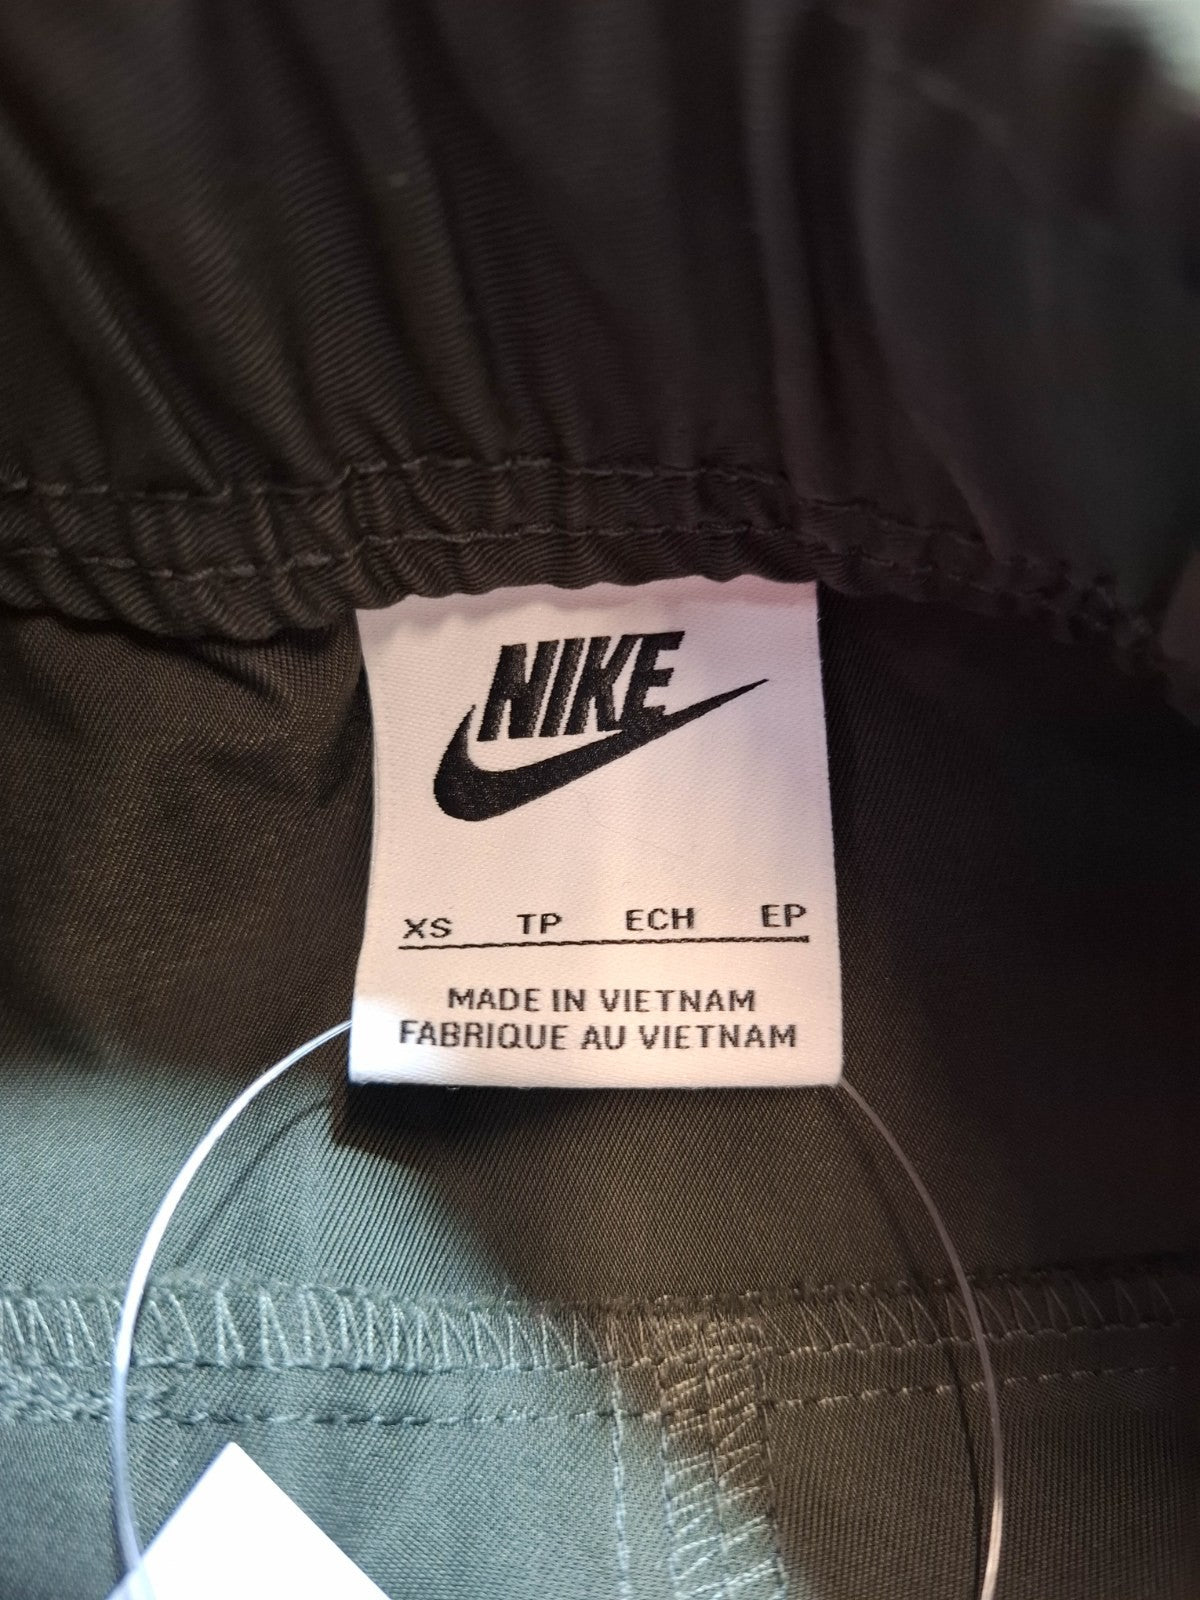 NIKE
XS TP ECH EP
MADE IN VIETNAM
FABRIQUE AU VIETNAM